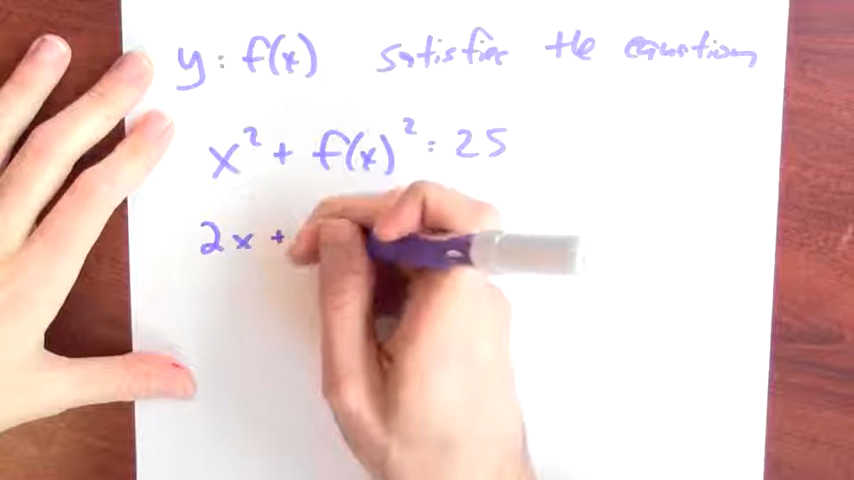 y = f(x) satisfies the equation
x² + f(x)² = 25
2x +